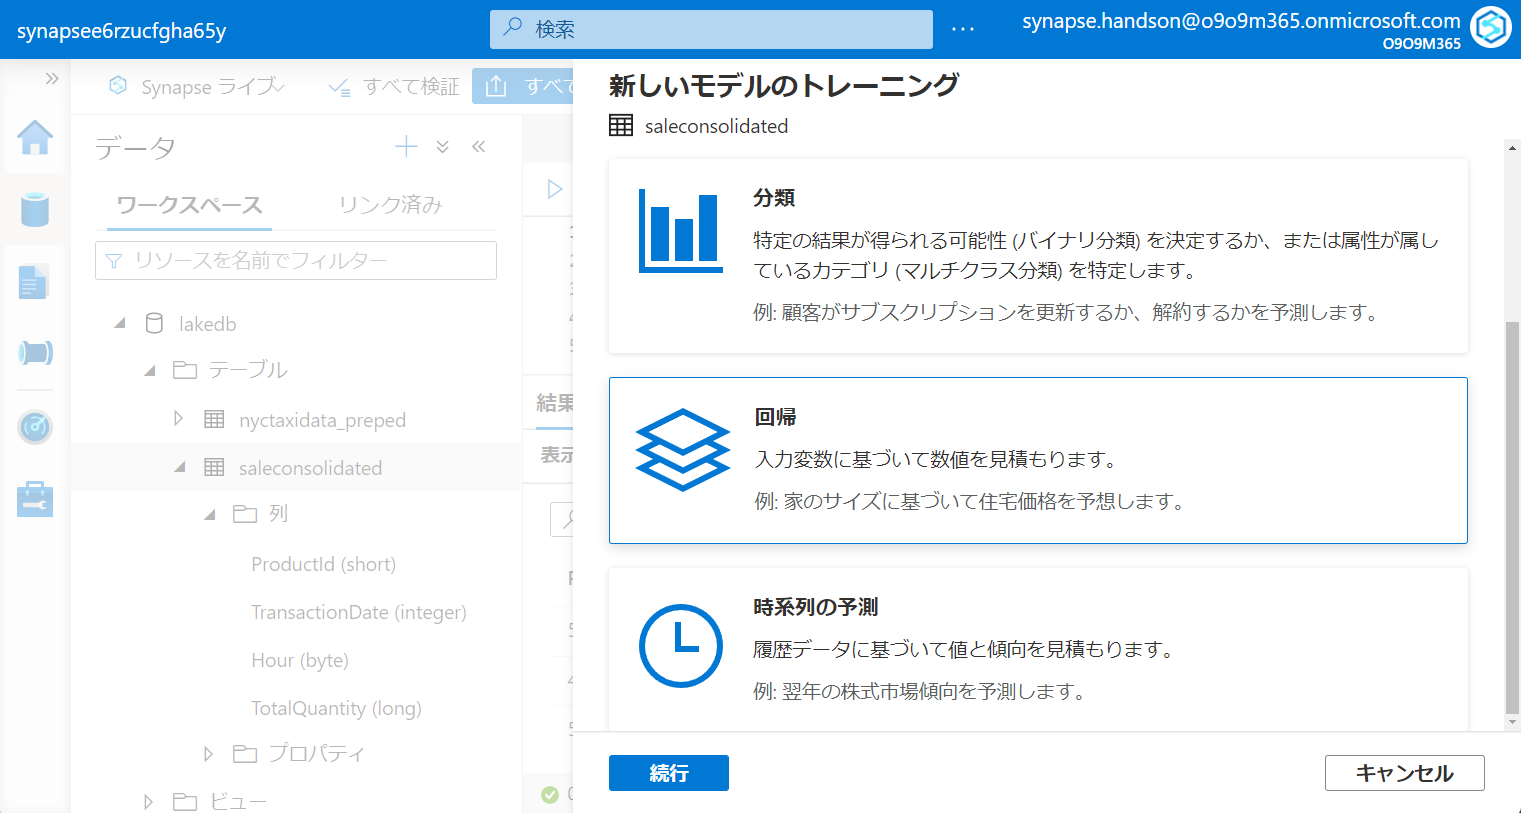 synapsee6rzucfgha65y
検索
synapse.handson@o9o9m365.onmicrosoft.com
O9O9M365
Synapse ライブ
すべて検証
すべて
データ
ワークスペース
リンク済み
リソースを名前でフィルター
lakedb
テーブル
nyctaxidata_preped
saleconsolidated
列
ProductId (short)
TransactionDate (integer)
Hour (byte)
TotalQuantity (long)
プロパティ
ビュー
結果
表示
新しいモデルのトレーニング
saleconsolidated
分類
特定の結果が得られる可能性 (バイナリ分類) を決定するか、または属性が属し
ているカテゴリ (マルチクラス分類) を特定します。
例: 顧客がサブスクリプションを更新するか、解約するかを予測します。
回帰
入力変数に基づいて数値を見積もります。
例: 家のサイズに基づいて住宅価格を予想します。
時系列の予測
履歴データに基づいて値と傾向を見積もります。
例: 翌年の株式市場傾向を予測します。
続行
キャンセル